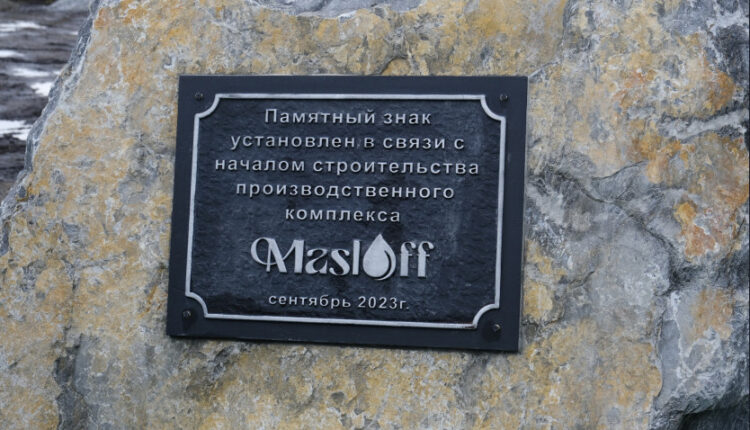 Памятный знак
установлен в связи с
началом строительства
производственного
комплекса
Masloff
сентябрь 2023г.